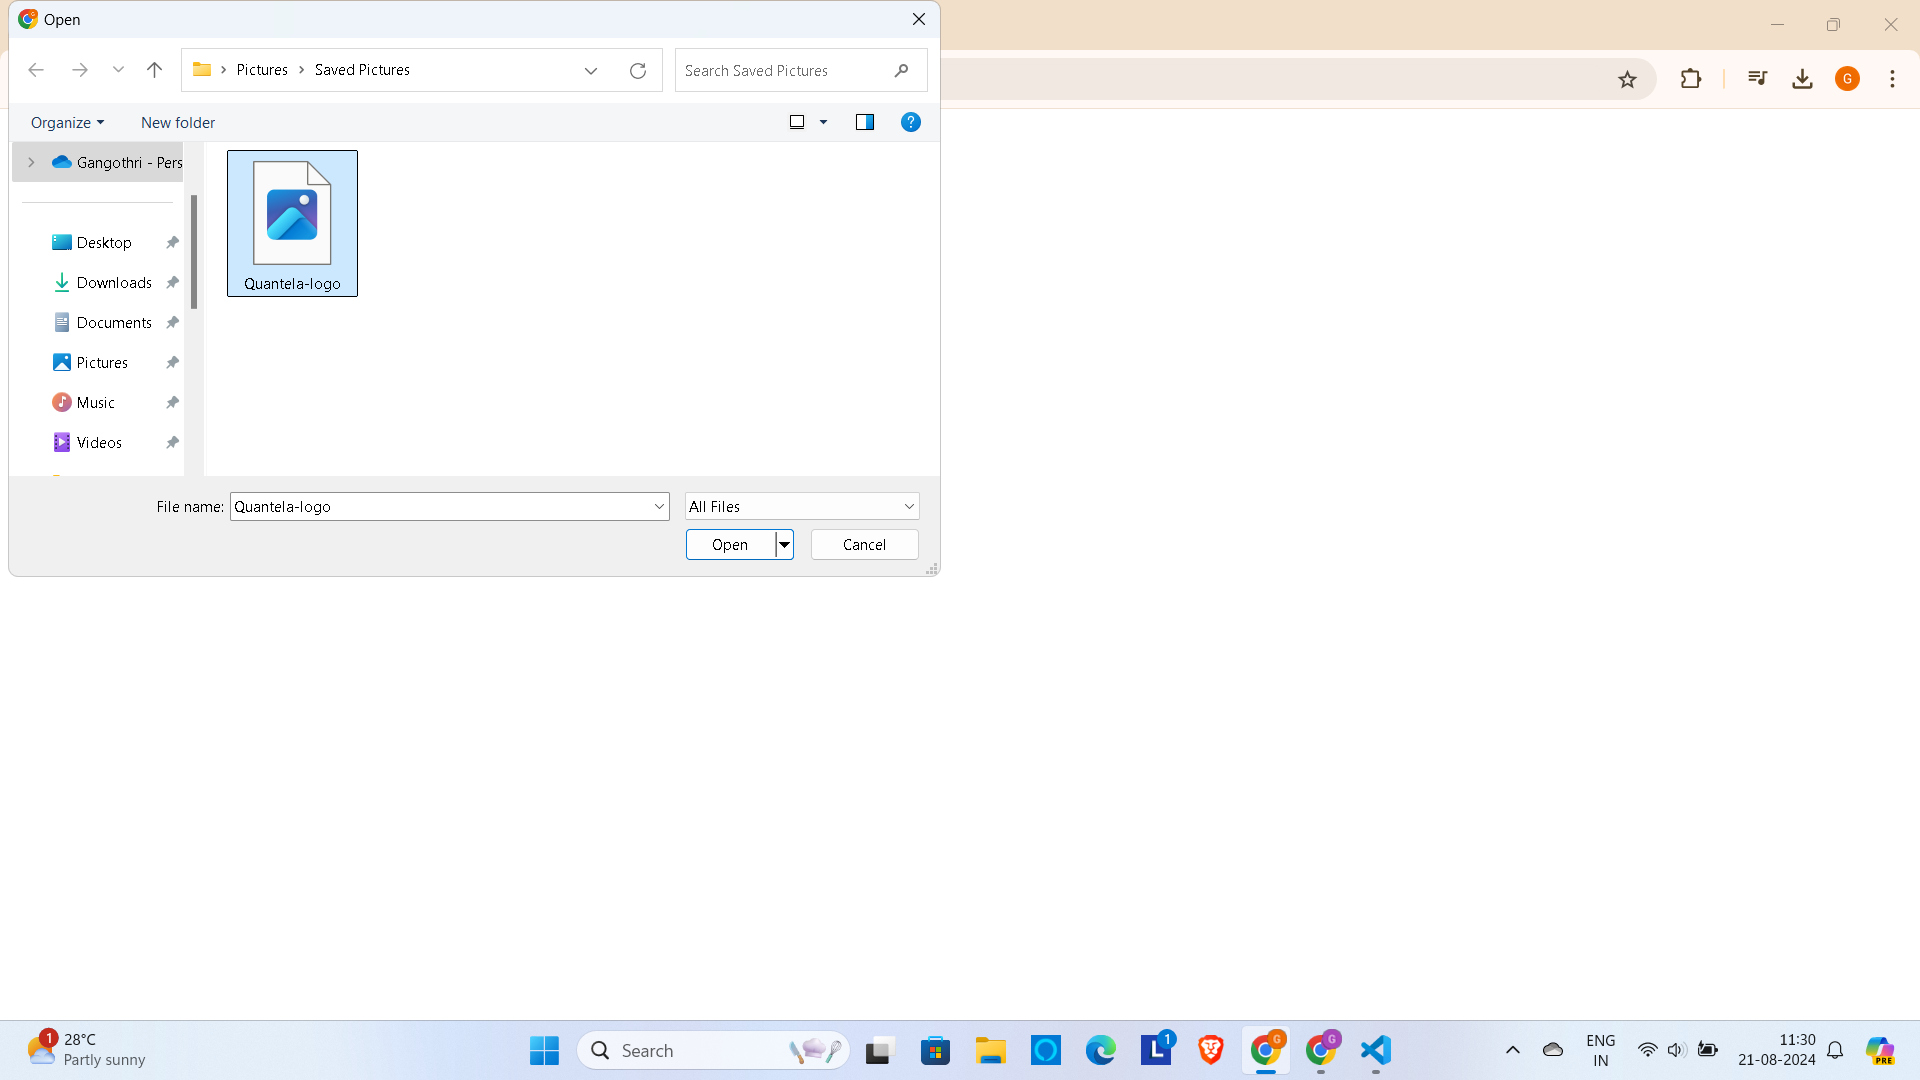 Open
Pictures
Saved Pictures
Search Saved Pictures
G
Organize
New folder
?
Gangothri - Pers
Desktop
Downloads
Documents
Pictures
Music
Videos
Quantela-logo
File name:
Quantela-logo
All Files
Open
Cancel
1
28°C
Partly sunny
Search
L
1
G
G
ENG
IN
11:30
21-08-2024
PRE